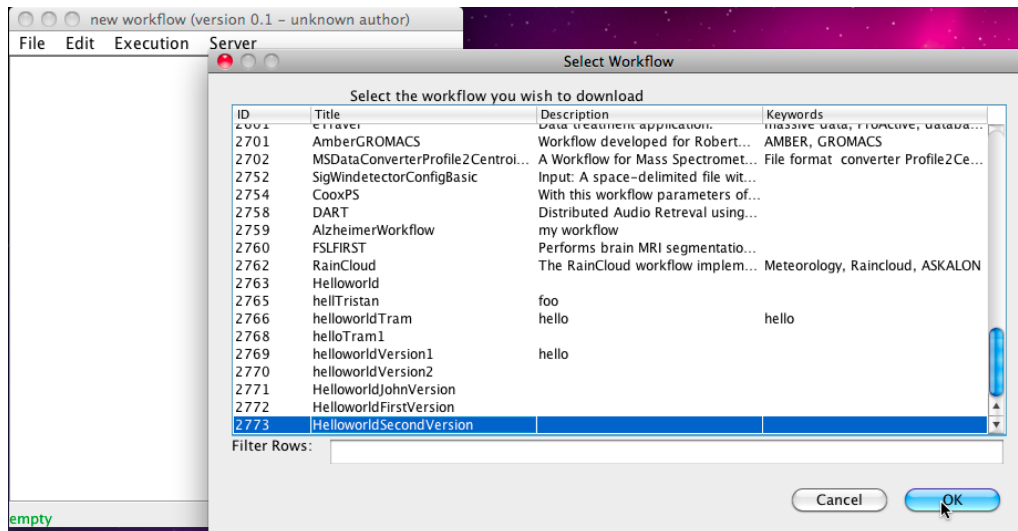 new workflow (version 0.1 – unknown author)
File Edit Execution Server
Select Workflow
Select the workflow you wish to download
ID Title Description Keywords
2701 AmberGROMACS Workflow developed for Robert... AMBER, GROMACS
2702 MSDataConverterProfile2Centroi... A Workflow for Mass Spectromet... File format converter Profile2Ce...
2752 SigWindetectorConfigBasic Input: A space-delimited file wit...
2754 CooxPS With this workflow parameters of...
2758 DART Distributed Audio Retreval using...
2759 AlzheimerWorkflow my workflow
2760 FSLFIRST Performs brain MRI segmentatio...
2762 RainCloud The RainCloud workflow implem... Meteorology, Raincloud, ASKALON
2763 Helloworld
2765 hellTristan foo
2766 helloworldTram hello hello
2768 helloTram1
2769 helloworldVersion1 hello
2770 helloworldVersion2
2771 HelloworldJohnVersion
2772 HelloworldFirstVersion
2773 HelloworldSecondVersion
Filter Rows:
Cancel OK
empty